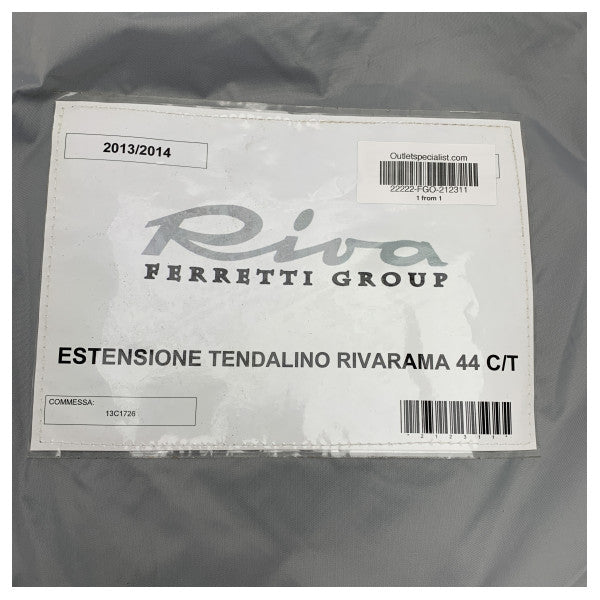 2013/2014
Outletspecialist.com
22222-FGO-212311
1 from 1
Riva
FERRETTI GROUP
ESTENSIONE TENDALINO RIVARAMA 44 C/T
COMMESSA:
13C1726
*212311*